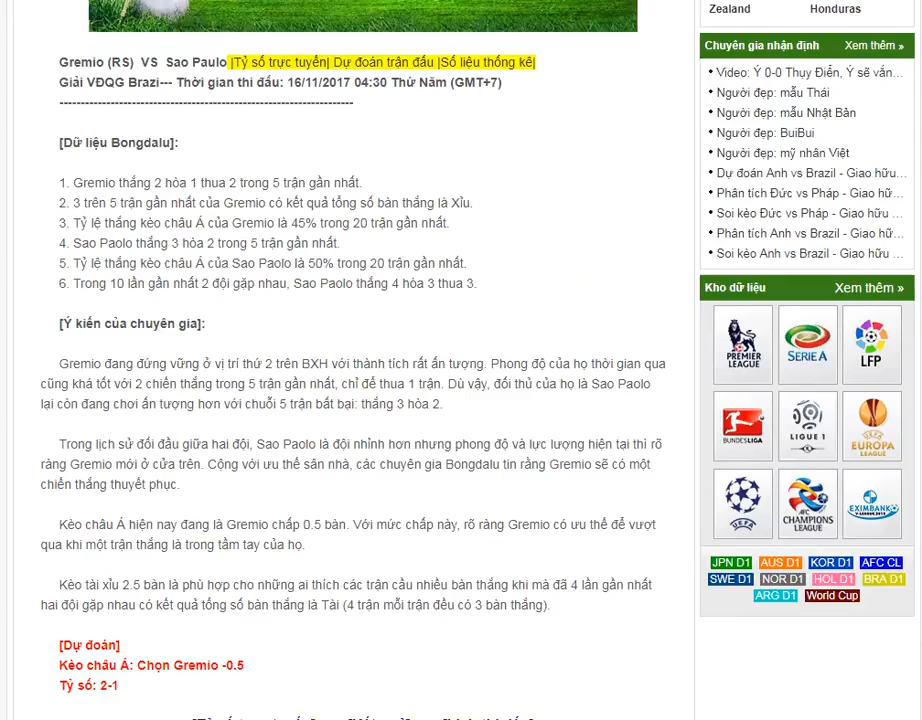 Gremio (RS) VS Sao Paulo |Tỷ số trực tuyến| Dự đoán trận đấu |Số liệu thống kê|
Giải VĐQG Brazi--- Thời gian thi đấu: 16/11/2017 04:30 Thứ Năm (GMT+7)
----------------------------------------------------------------------
[Dữ liệu Bongdalu]:
1. Gremio thắng 2 hòa 1 thua 2 trong 5 trận gần nhất.
2. 3 trên 5 trận gần nhất của Gremio có kết quả tổng số bàn thắng là Xỉu.
3. Tỷ lệ thắng kèo châu Á của Gremio là 45% trong 20 trận gần nhất.
4. Sao Paolo thắng 3 hòa 2 trong 5 trận gần nhất.
5. Tỷ lệ thắng kèo châu Á của Sao Paolo là 50% trong 20 trận gần nhất.
6. Trong 10 lần gần nhất 2 đội gặp nhau, Sao Paolo thắng 4 hòa 3 thua 3.
[Ý kiến của chuyên gia]:
Gremio đang đứng vững ở vị trí thứ 2 trên BXH với thành tích rất ấn tượng. Phong độ của họ thời gian qua
cũng khá tốt với 2 chiến thắng trong 5 trận gần nhất, chỉ để thua 1 trận. Dù vậy, đối thủ của họ là Sao Paolo
lại còn đang chơi ấn tượng hơn với chuỗi 5 trận bất bại: thắng 3 hòa 2.
Trong lịch sử đối đầu giữa hai đội, Sao Paolo là đội nhỉnh hơn nhưng phong độ và lực lượng hiện tại thì rõ
ràng Gremio mới ở cửa trên. Cộng với ưu thế sân nhà, các chuyên gia Bongdalu tin rằng Gremio sẽ có một
chiến thắng thuyết phục.
Kèo châu Á hiện nay đang là Gremio chấp 0.5 bàn. Với mức chấp này, rõ ràng Gremio có ưu thế để vượt
qua khi một trận thắng là trong tầm tay của họ.
Kèo tài xỉu 2.5 bàn là phù hợp cho những ai thích các trận cầu nhiều bàn thắng khi mà đã 4 lần gần nhất
hai đội gặp nhau có kết quả tổng số bàn thắng là Tài (4 trận mỗi trận đều có 3 bàn thắng).
[Dự đoán]
Kèo châu Á: Chọn Gremio -0.5
Tỷ số: 2-1
Zealand Honduras
Chuyên gia nhận định Xem thêm »
• Video: Ý 0-0 Thụy Điển, Ý sẽ vắn...
• Người đẹp: mẫu Thái
• Người đẹp: mẫu Nhật Bản
• Người đẹp: BuiBui
• Người đẹp: mỹ nhân Việt
• Dự đoán Anh vs Brazil - Giao hữu...
• Phân tích Đức vs Pháp - Giao hữ...
• Soi kèo Đức vs Pháp - Giao hữu ...
• Phân tích Anh vs Brazil - Giao hữ...
• Soi kèo Anh vs Brazil - Giao hữu ...
Kho dữ liệu Xem thêm »
PREMIER LEAGUE SERIE A LFP
BUNDESLIGA LIGUE 1 UEFA EUROPA LEAGUE
UEFA AFC CHAMPIONS LEAGUE EXIMBANK
JPN D1 AUS D1 KOR D1 AFC CL
SWE D1 NOR D1 HOL D1 BRA D1
ARG D1 World Cup